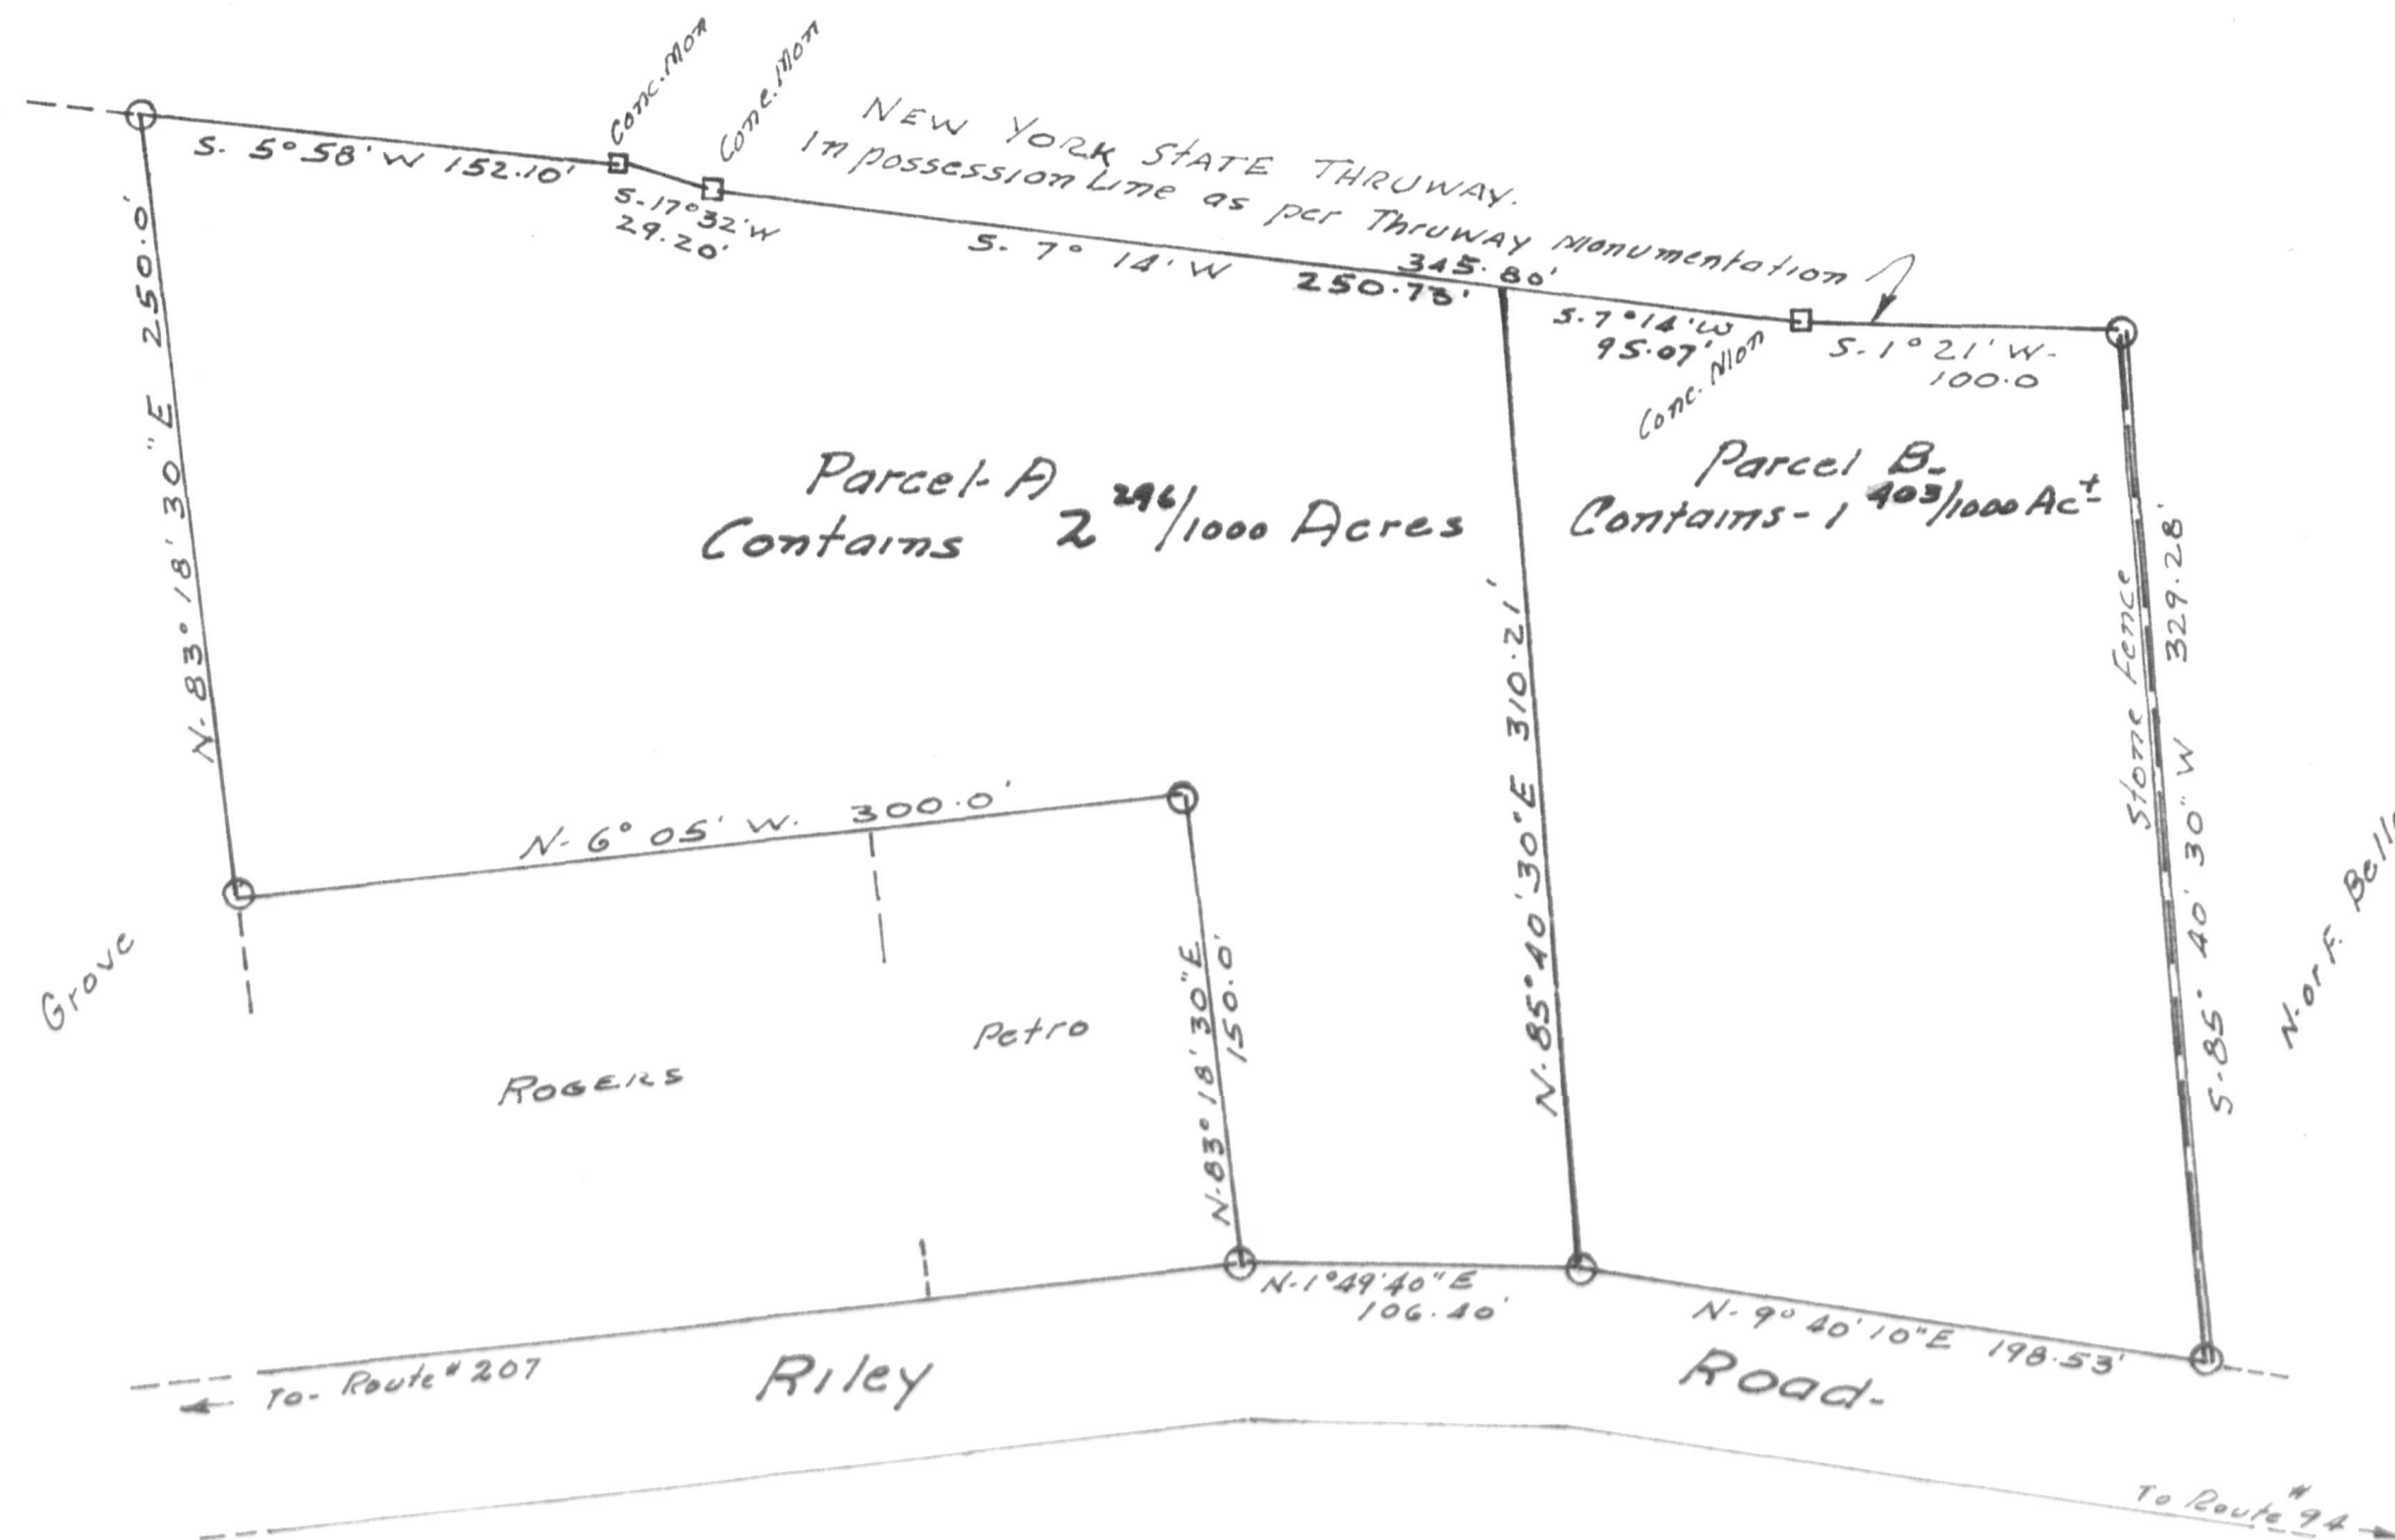 Conc. Mon
Conc. Mon
NEW YORK STATE THRUWAY.
In possession Line as per Thruway Monumentation
S. 5° 58' W 152.10'
S-17° 32' W
29.20'
S. 7° 14' W
345.80'
250.73'
S-7° 14' W
95.07'
Conc. Mon
S-1° 21' W-
100.0
N-83° 18' 30" E 250.0'
Parcel-A
Contains 2 296/1000 Acres
Parcel B-
Contains-1 403/1000 Ac±
N-85° 40' 30" E 310.21'
Stone Fence
S-85° 40' 30" W 329.28'
N. or F.
N-6° 05' W. 300.0'
N-83° 18' 30" E
150.0'
Grove
Rogers
Petro
N-1° 49' 40" E
106.40'
N-9° 40' 10" E 198.53'
To- Route #207
Riley Road-
To Route #94